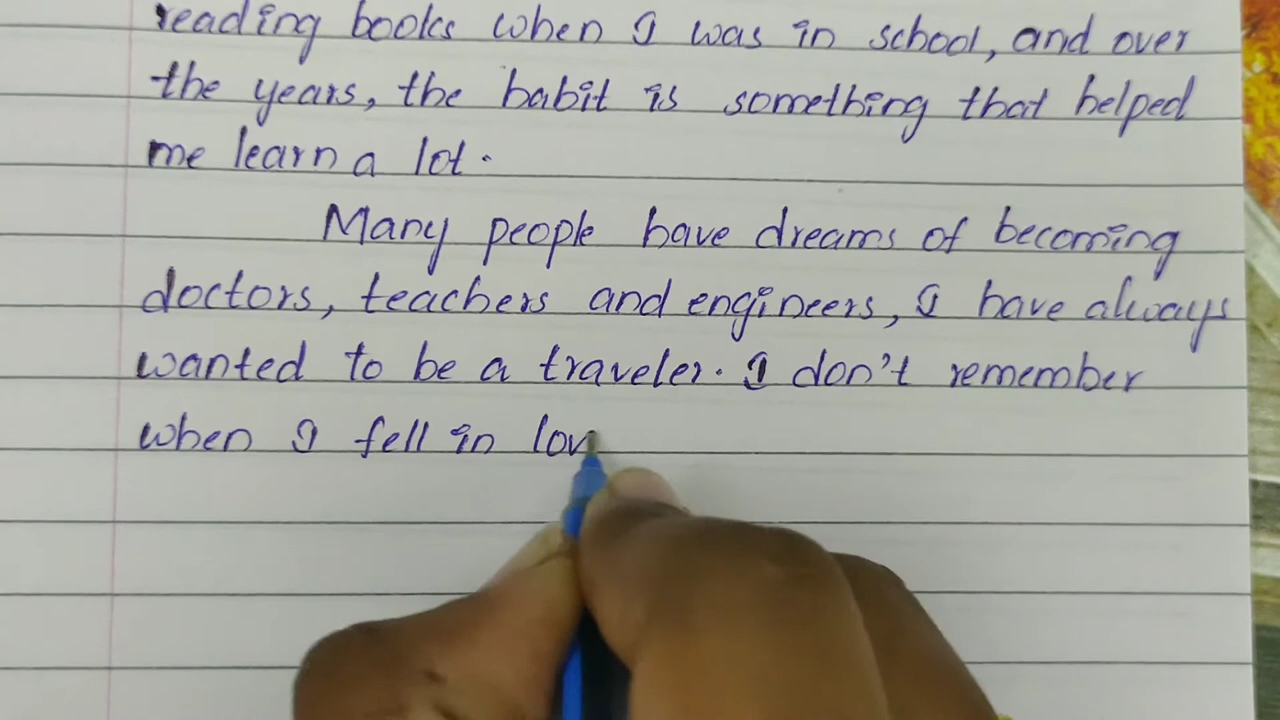 reading books when I was in school, and over
the years, the habit is something that helped
me learn a lot.
Many people have dreams of becoming
doctors, teachers and engineers, I have always
wanted to be a traveler. I don't remember
when I fell in lov